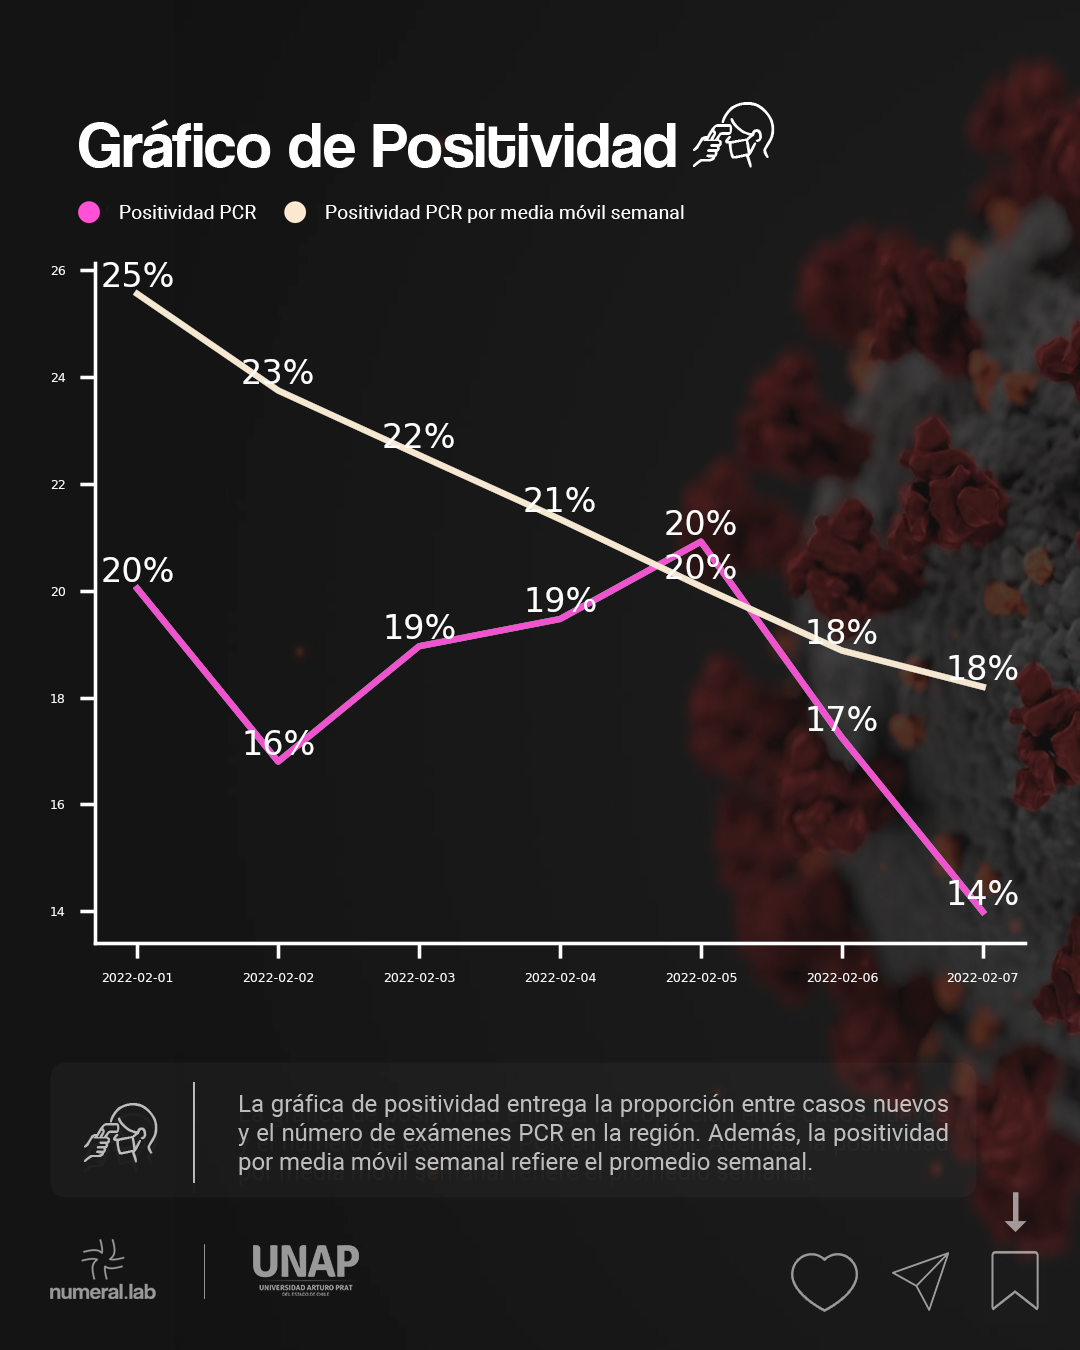 Gráfico de Positividad
Positividad PCR
Positividad PCR por media móvil semanal
26
24
22
20
18
16
14
25%
23%
22%
21%
20%
20%
20%
19%
19%
16%
18%
18%
17%
14%
2022-02-01
2022-02-02
2022-02-03
2022-02-04
2022-02-05
2022-02-06
2022-02-07
La gráfica de positividad entrega la proporción entre casos nuevos
y el número de exámenes PCR en la región. Además, la positividad
por media móvil semanal refiere el promedio semanal.
numeral.lab
UNAP
UNIVERSIDAD ARTURO PRAT
DEL ESTADO DE CHILE